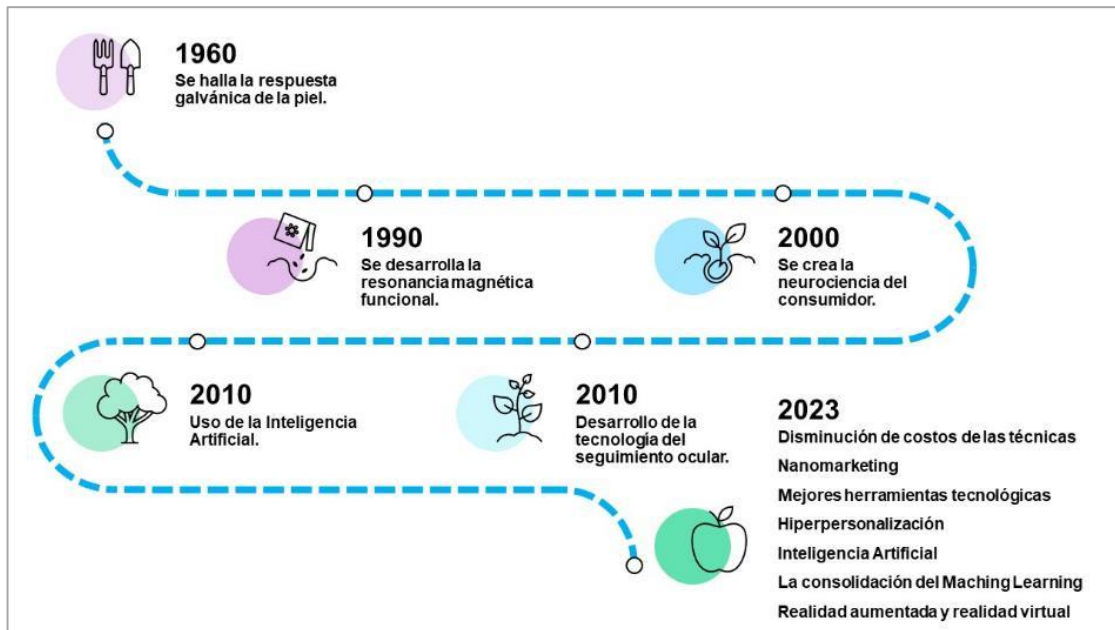 1960
Se halla la respuesta
galvánica de la piel.
1990
Se desarrolla la
resonancia magnética
funcional.
2000
Se crea la
neurociencia del
consumidor.
2010
Desarrollo de la
tecnología del
seguimiento ocular.
2010
Uso de la Inteligencia
Artificial.
2023
Disminución de costos de las técnicas
Nanomarketing
Mejores herramientas tecnológicas
Hiperpersonalización
Inteligencia Artificial
La consolidación del Maching Learning
Realidad aumentada y realidad virtual